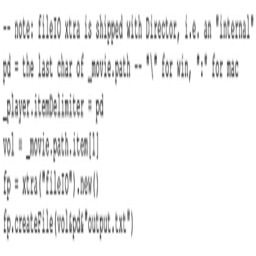 -- note: fileIO xtra is shipped with Director, i.e. an "internal"
pd = the last char of _movie.path -- "\" for win, ":" for mac
_player.itemDelimiter = pd
vol = _movie.path.item[1]
fp = xtra("fileIO").new()
fp.createFile(vol&pd&"output.txt")